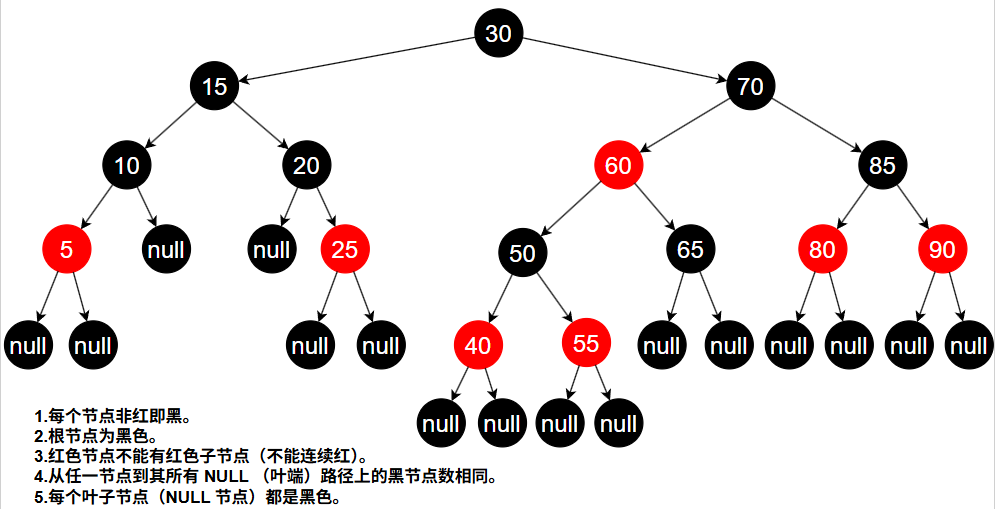 30
15 70
10 20 60 85
5 null null 25 50 65 80 90
null null null null 40 55 null null null null null null
null null null null
1.每个节点非红即黑。
2.根节点为黑色。
3.红色节点不能有红色子节点（不能连续红）。
4.从任一节点到其所有 NULL （叶端）路径上的黑节点数相同。
5.每个叶子节点（NULL 节点）都是黑色。